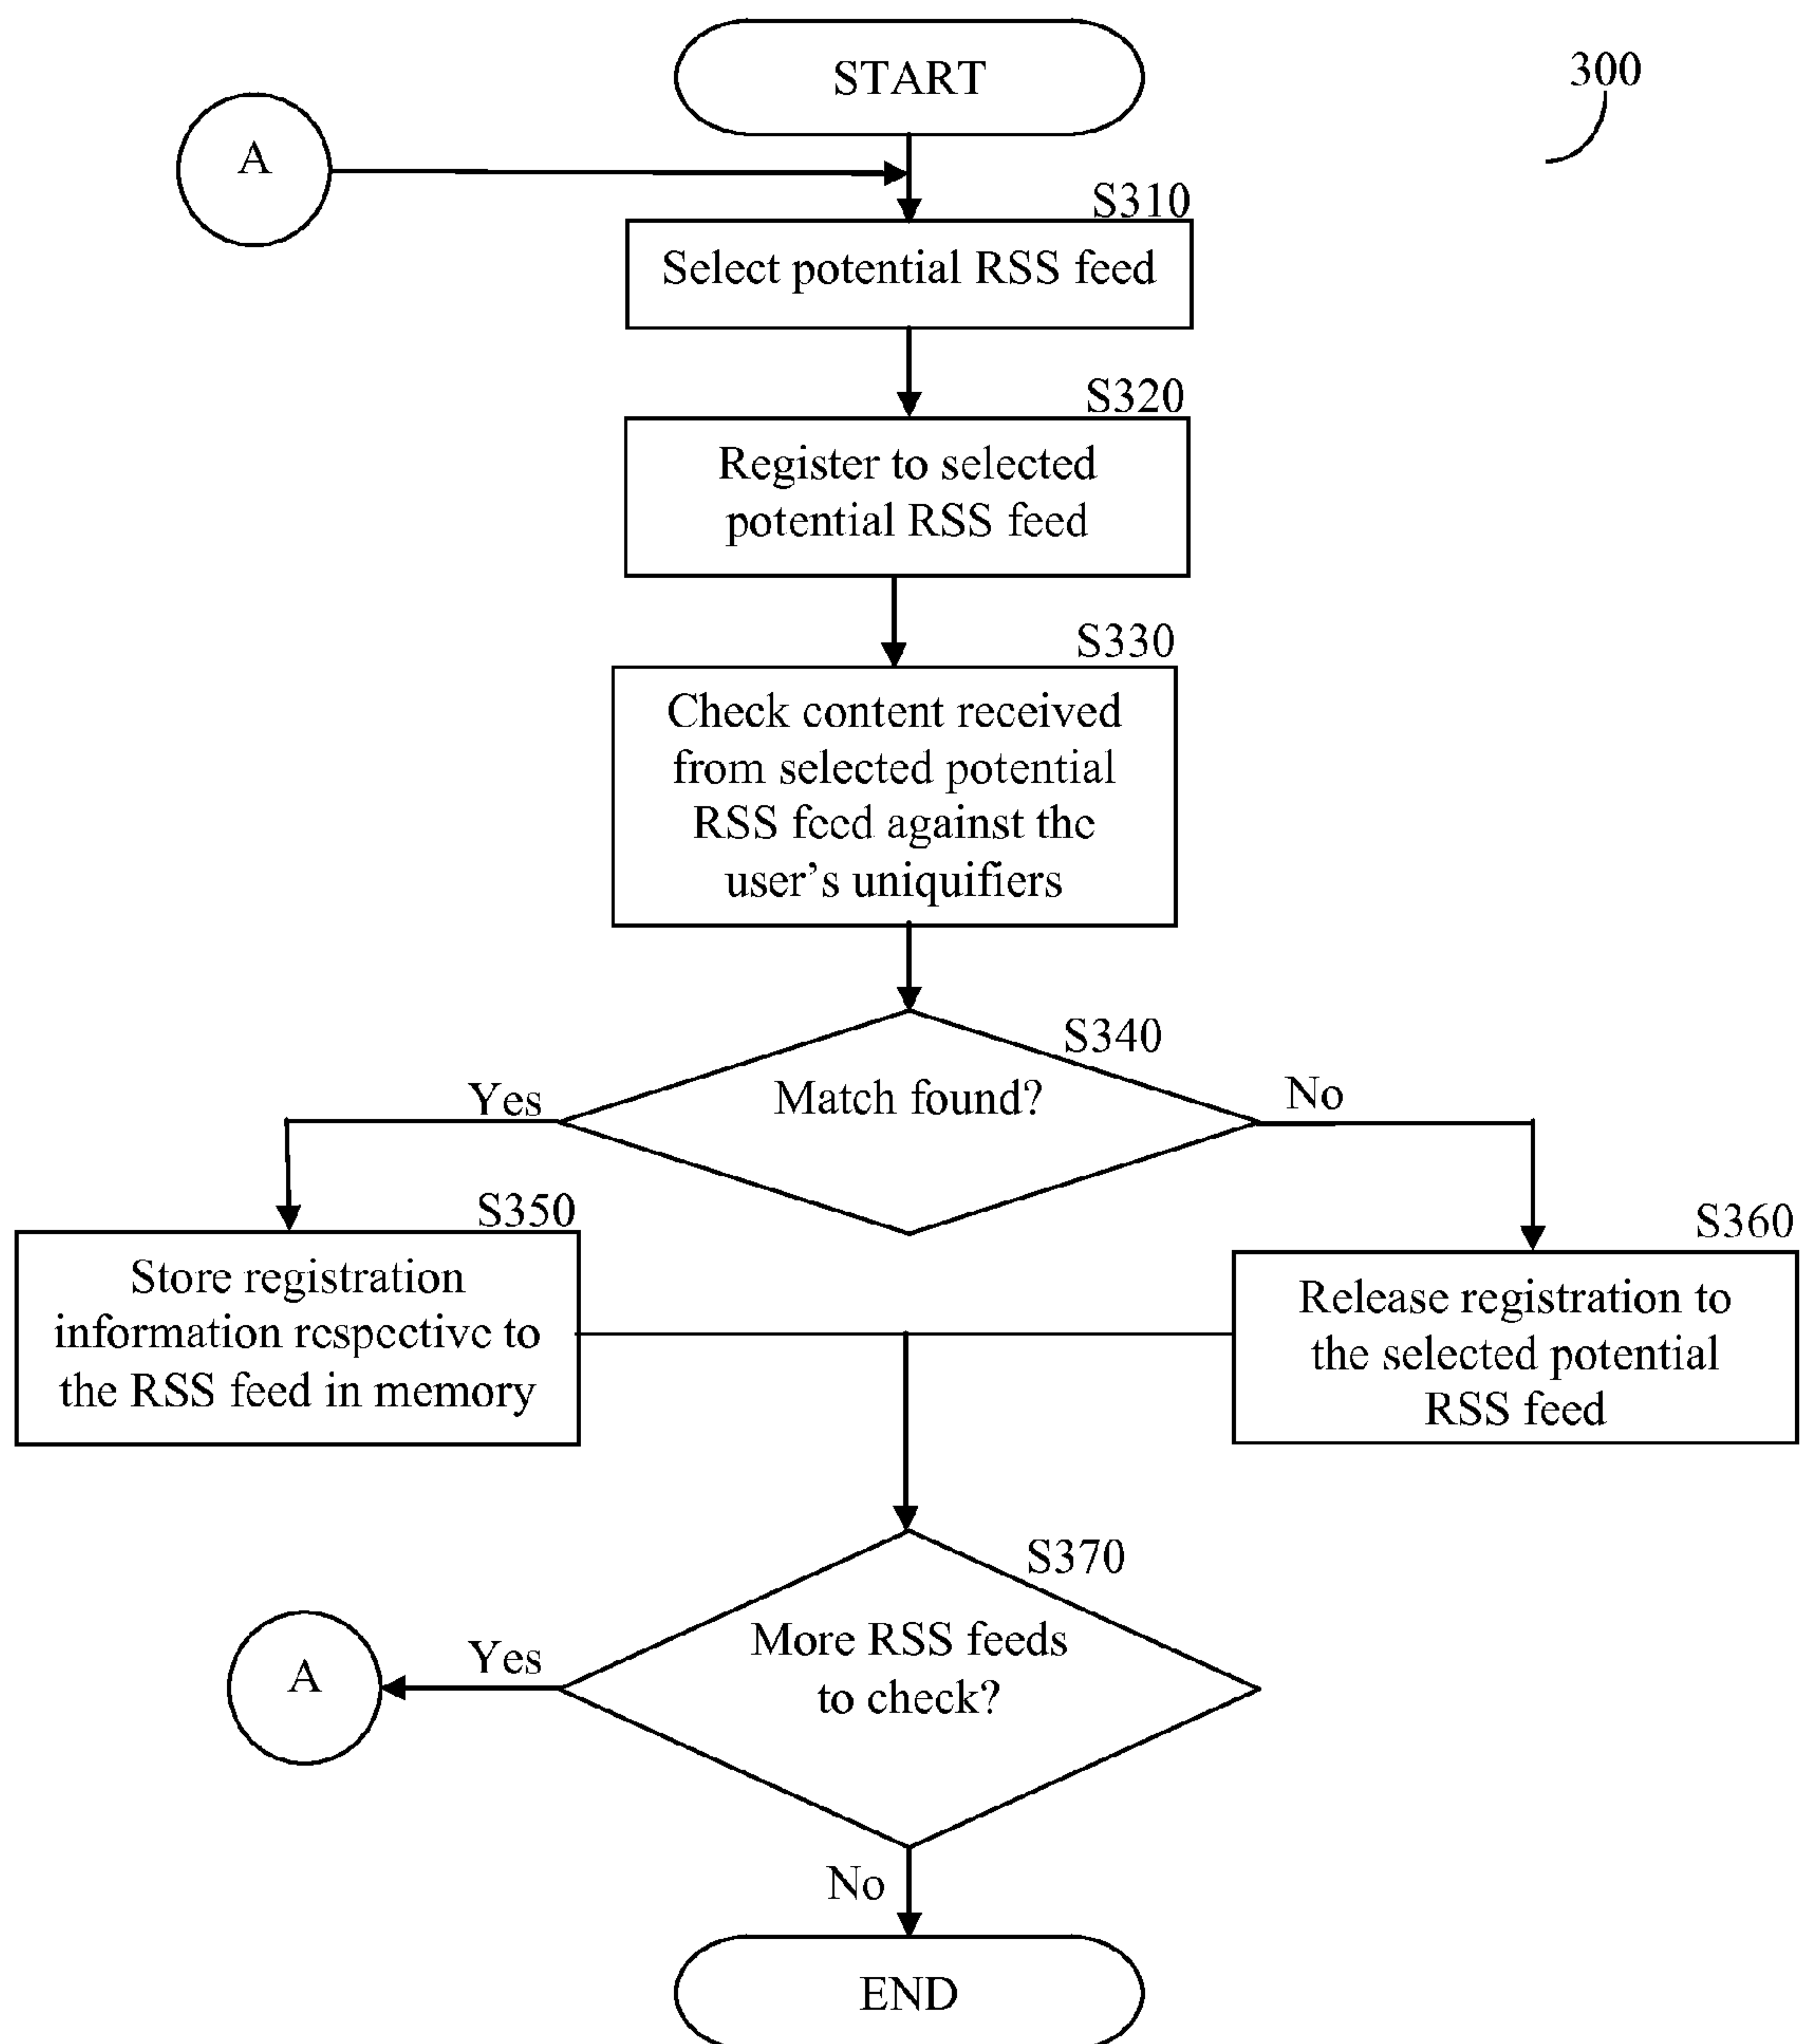 START
300
A
S310
Select potential RSS feed
S320
Register to selected
potential RSS feed
S330
Check content received
from selected potential
RSS feed against the
user's uniquifiers
S340
Match found?
Yes
No
S350
Store registration
information respective to
the RSS feed in memory
S360
Release registration to
the selected potential
RSS feed
S370
More RSS feeds
to check?
Yes
A
No
END